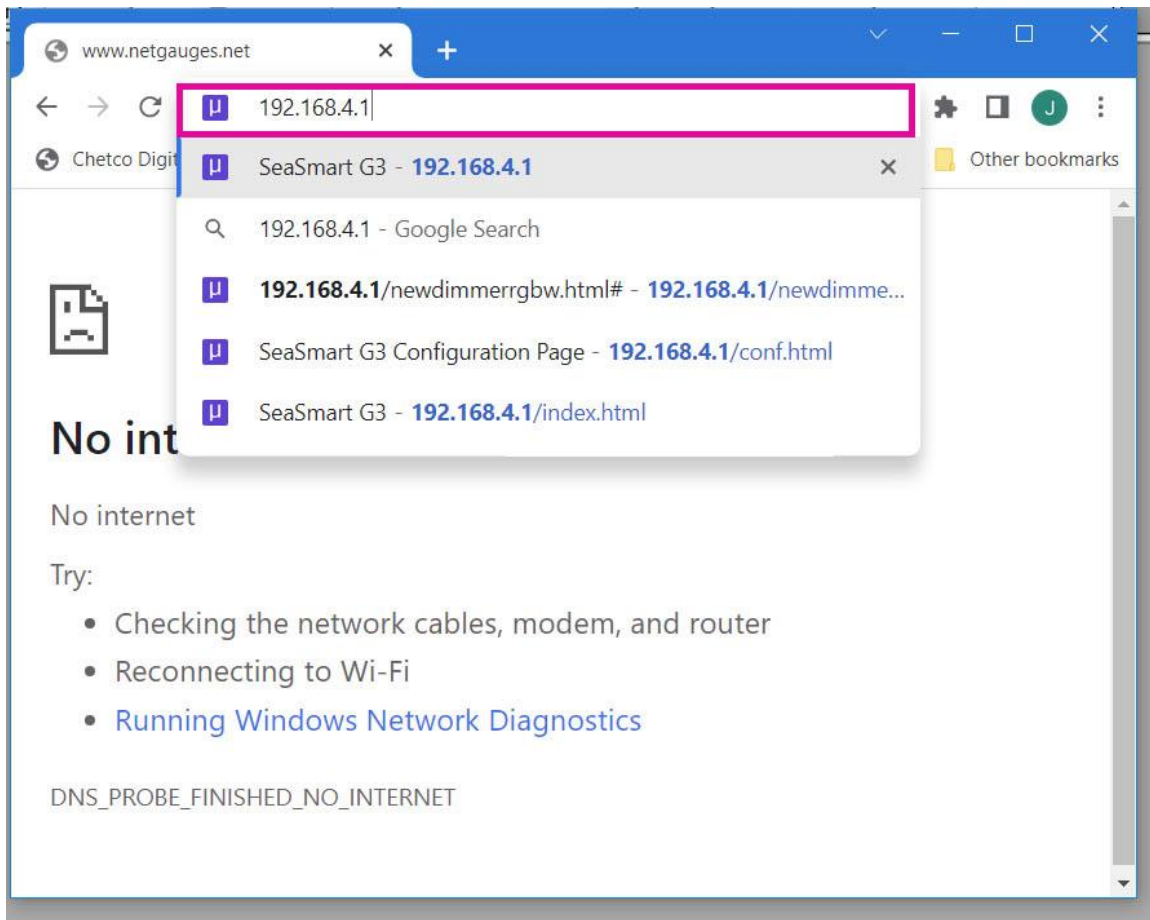 www.netgauges.net
µ 192.168.4.1
J
Chetco Digit
Other bookmarks
µ SeaSmart G3 - 192.168.4.1
192.168.4.1 - Google Search
µ 192.168.4.1/newdimmerrgbw.html# - 192.168.4.1/newdimme...
µ SeaSmart G3 Configuration Page - 192.168.4.1/conf.html
µ SeaSmart G3 - 192.168.4.1/index.html
No int
No internet
Try:
• Checking the network cables, modem, and router
• Reconnecting to Wi-Fi
• Running Windows Network Diagnostics
DNS_PROBE_FINISHED_NO_INTERNET